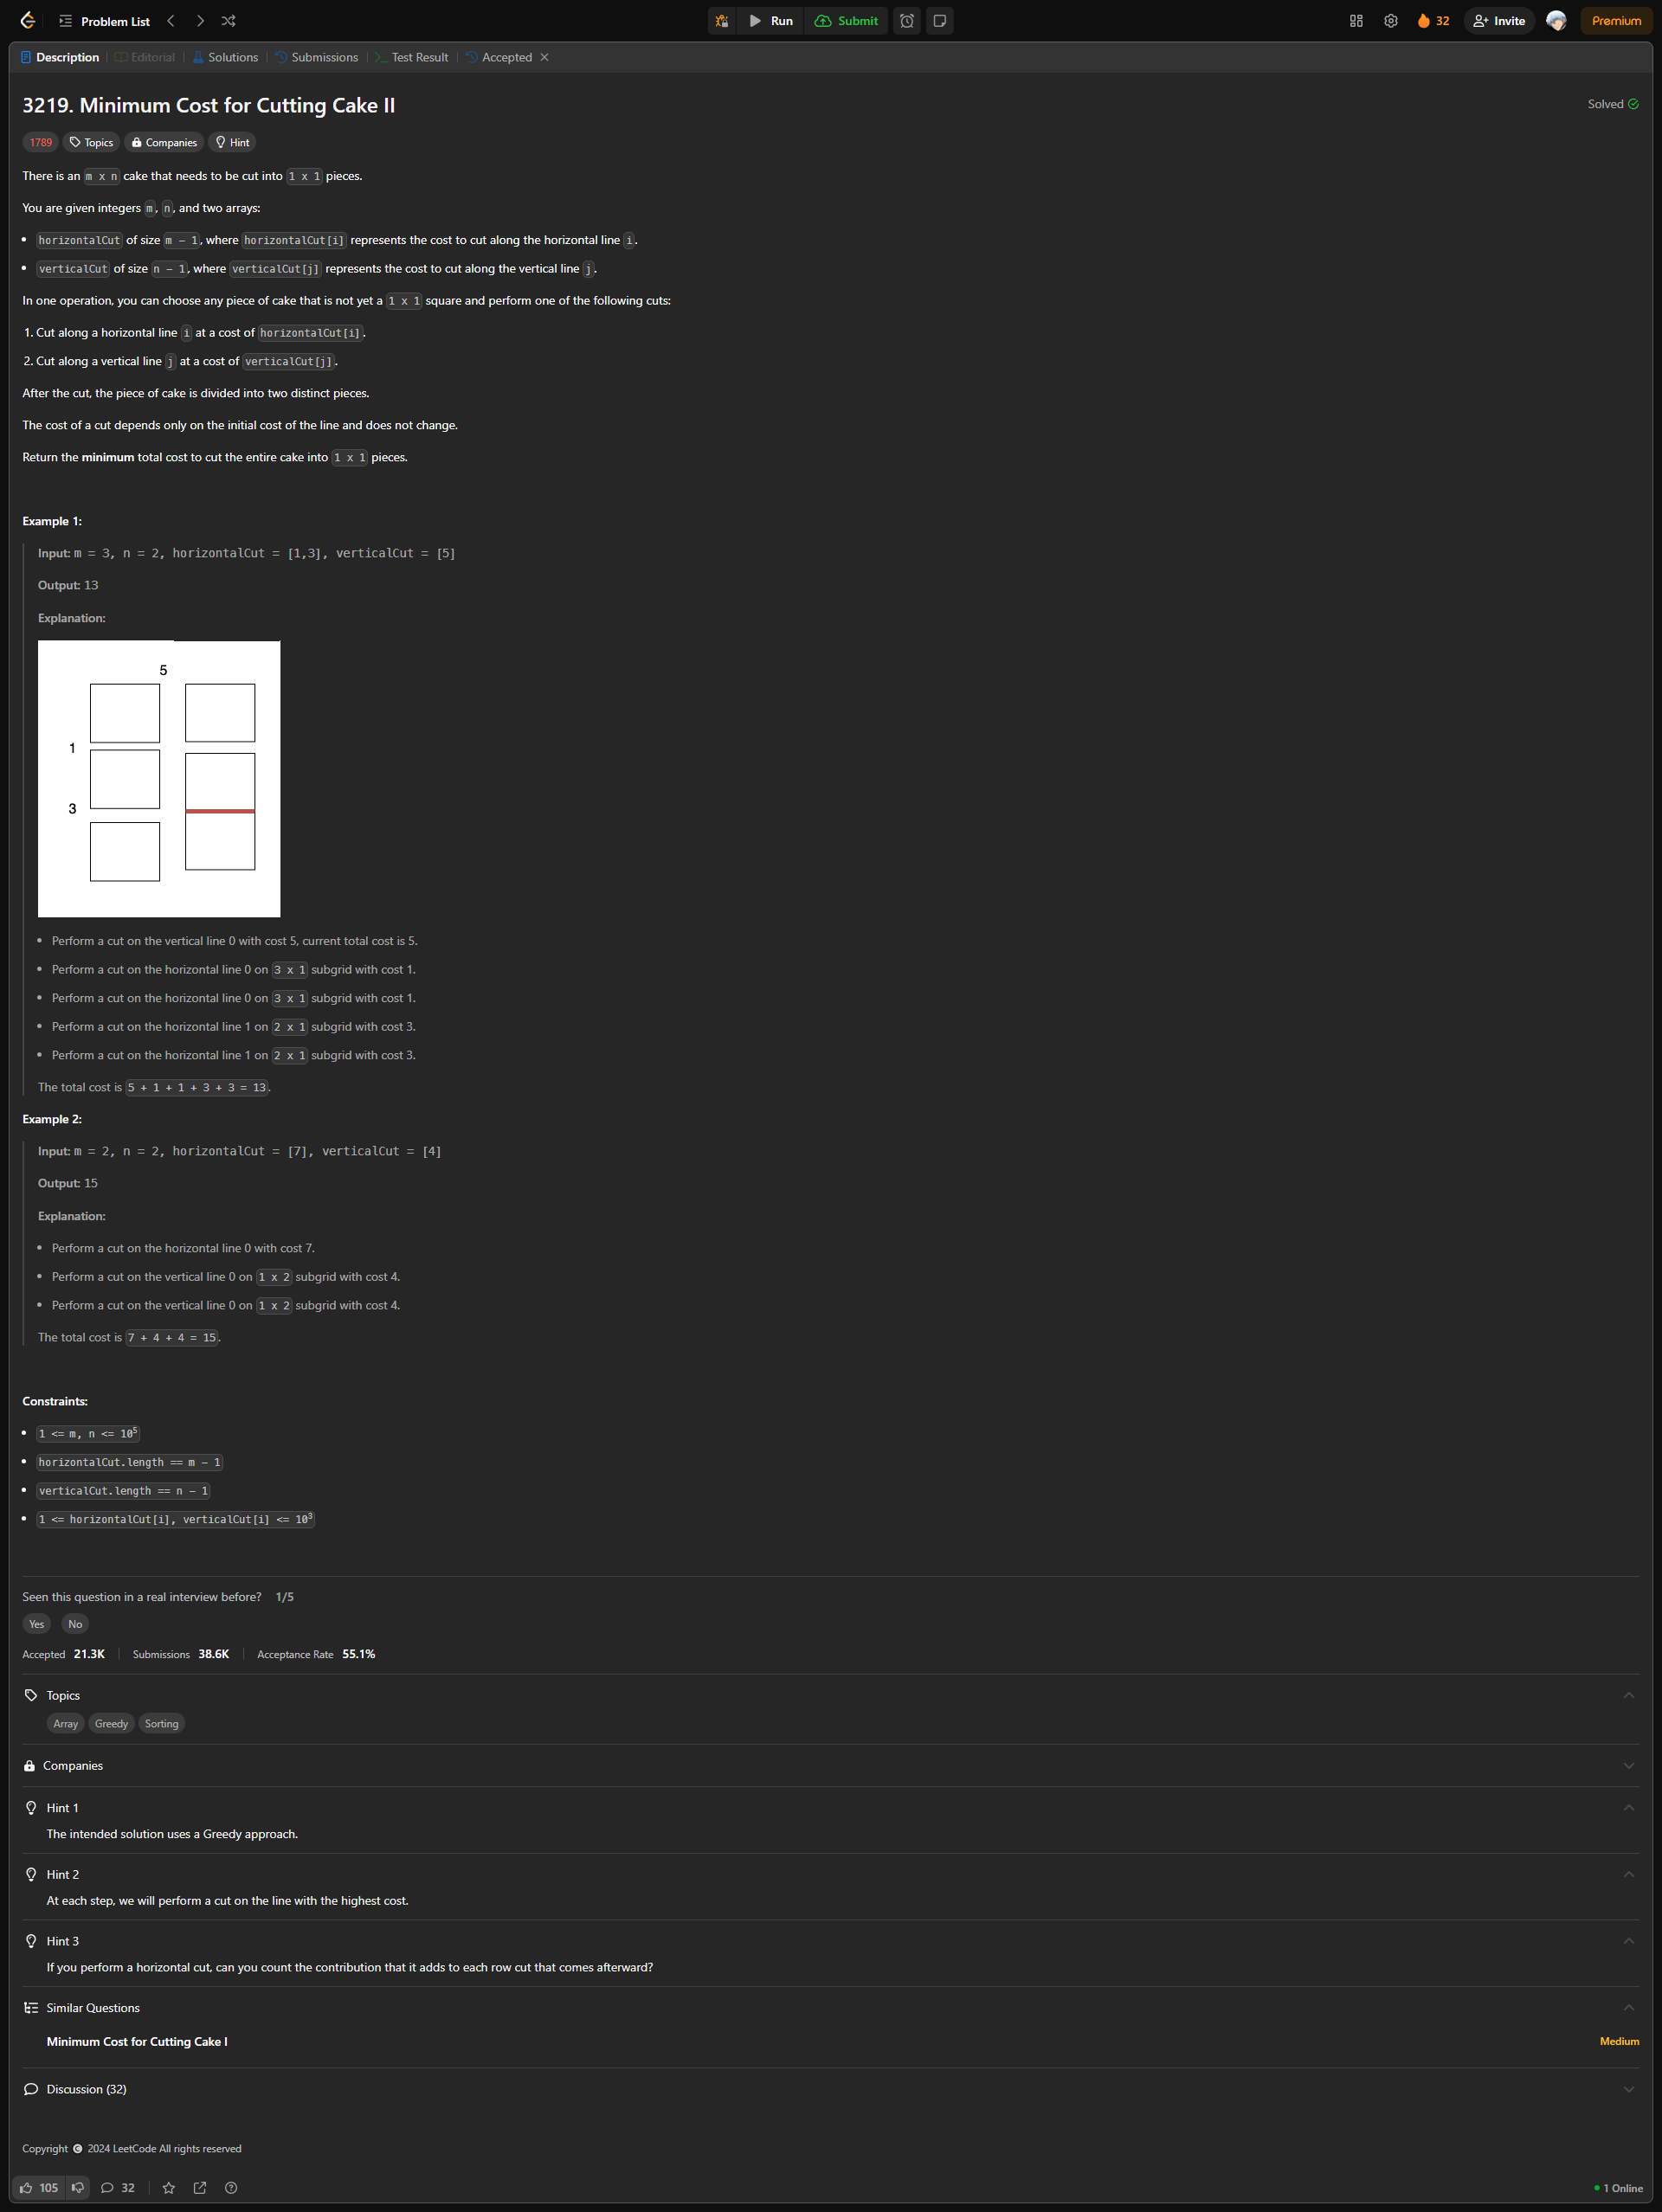 Problem List
Run
Submit
32
Invite
Premium
Description
Editorial
Solutions
Submissions
Test Result
Accepted
3219. Minimum Cost for Cutting Cake II
Solved
1789
Topics
Companies
Hint
There is an m x n cake that needs to be cut into 1 x 1 pieces.
You are given integers m, n, and two arrays:
• horizontalCut of size m - 1, where horizontalCut[i] represents the cost to cut along the horizontal line i.
• verticalCut of size n - 1, where verticalCut[j] represents the cost to cut along the vertical line j.
In one operation, you can choose any piece of cake that is not yet a 1 x 1 square and perform one of the following cuts:
1. Cut along a horizontal line i at a cost of horizontalCut[i].
2. Cut along a vertical line j at a cost of verticalCut[j].
After the cut, the piece of cake is divided into two distinct pieces.
The cost of a cut depends only on the initial cost of the line and does not change.
Return the minimum total cost to cut the entire cake into 1 x 1 pieces.
Example 1:
Input: m = 3, n = 2, horizontalCut = [1,3], verticalCut = [5]
Output: 13
Explanation:
5
1
3
• Perform a cut on the vertical line 0 with cost 5, current total cost is 5.
• Perform a cut on the horizontal line 0 on 3 x 1 subgrid with cost 1.
• Perform a cut on the horizontal line 0 on 3 x 1 subgrid with cost 1.
• Perform a cut on the horizontal line 1 on 2 x 1 subgrid with cost 3.
• Perform a cut on the horizontal line 1 on 2 x 1 subgrid with cost 3.
The total cost is 5 + 1 + 1 + 3 + 3 = 13.
Example 2:
Input: m = 2, n = 2, horizontalCut = [7], verticalCut = [4]
Output: 15
Explanation:
• Perform a cut on the horizontal line 0 with cost 7.
• Perform a cut on the vertical line 0 on 1 x 2 subgrid with cost 4.
• Perform a cut on the vertical line 0 on 1 x 2 subgrid with cost 4.
The total cost is 7 + 4 + 4 = 15.
Constraints:
• 1 <= m, n <= 10⁵
• horizontalCut.length == m - 1
• verticalCut.length == n - 1
• 1 <= horizontalCut[i], verticalCut[i] <= 10³
Seen this question in a real interview before? 1/5
Yes No
Accepted 21.3K Submissions 38.6K Acceptance Rate 55.1%
Topics
Array Greedy Sorting
Companies
Hint 1
The intended solution uses a Greedy approach.
Hint 2
At each step, we will perform a cut on the line with the highest cost.
Hint 3
If you perform a horizontal cut, can you count the contribution that it adds to each row cut that comes afterward?
Similar Questions
Minimum Cost for Cutting Cake I Medium
Discussion (32)
Copyright © 2024 LeetCode All rights reserved
105 32 1 Online